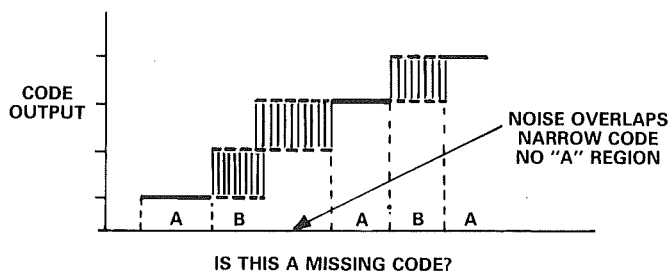 CODE
OUTPUT
NOISE OVERLAPS
NARROW CODE
NO "A" REGION
A B A B A
IS THIS A MISSING CODE?